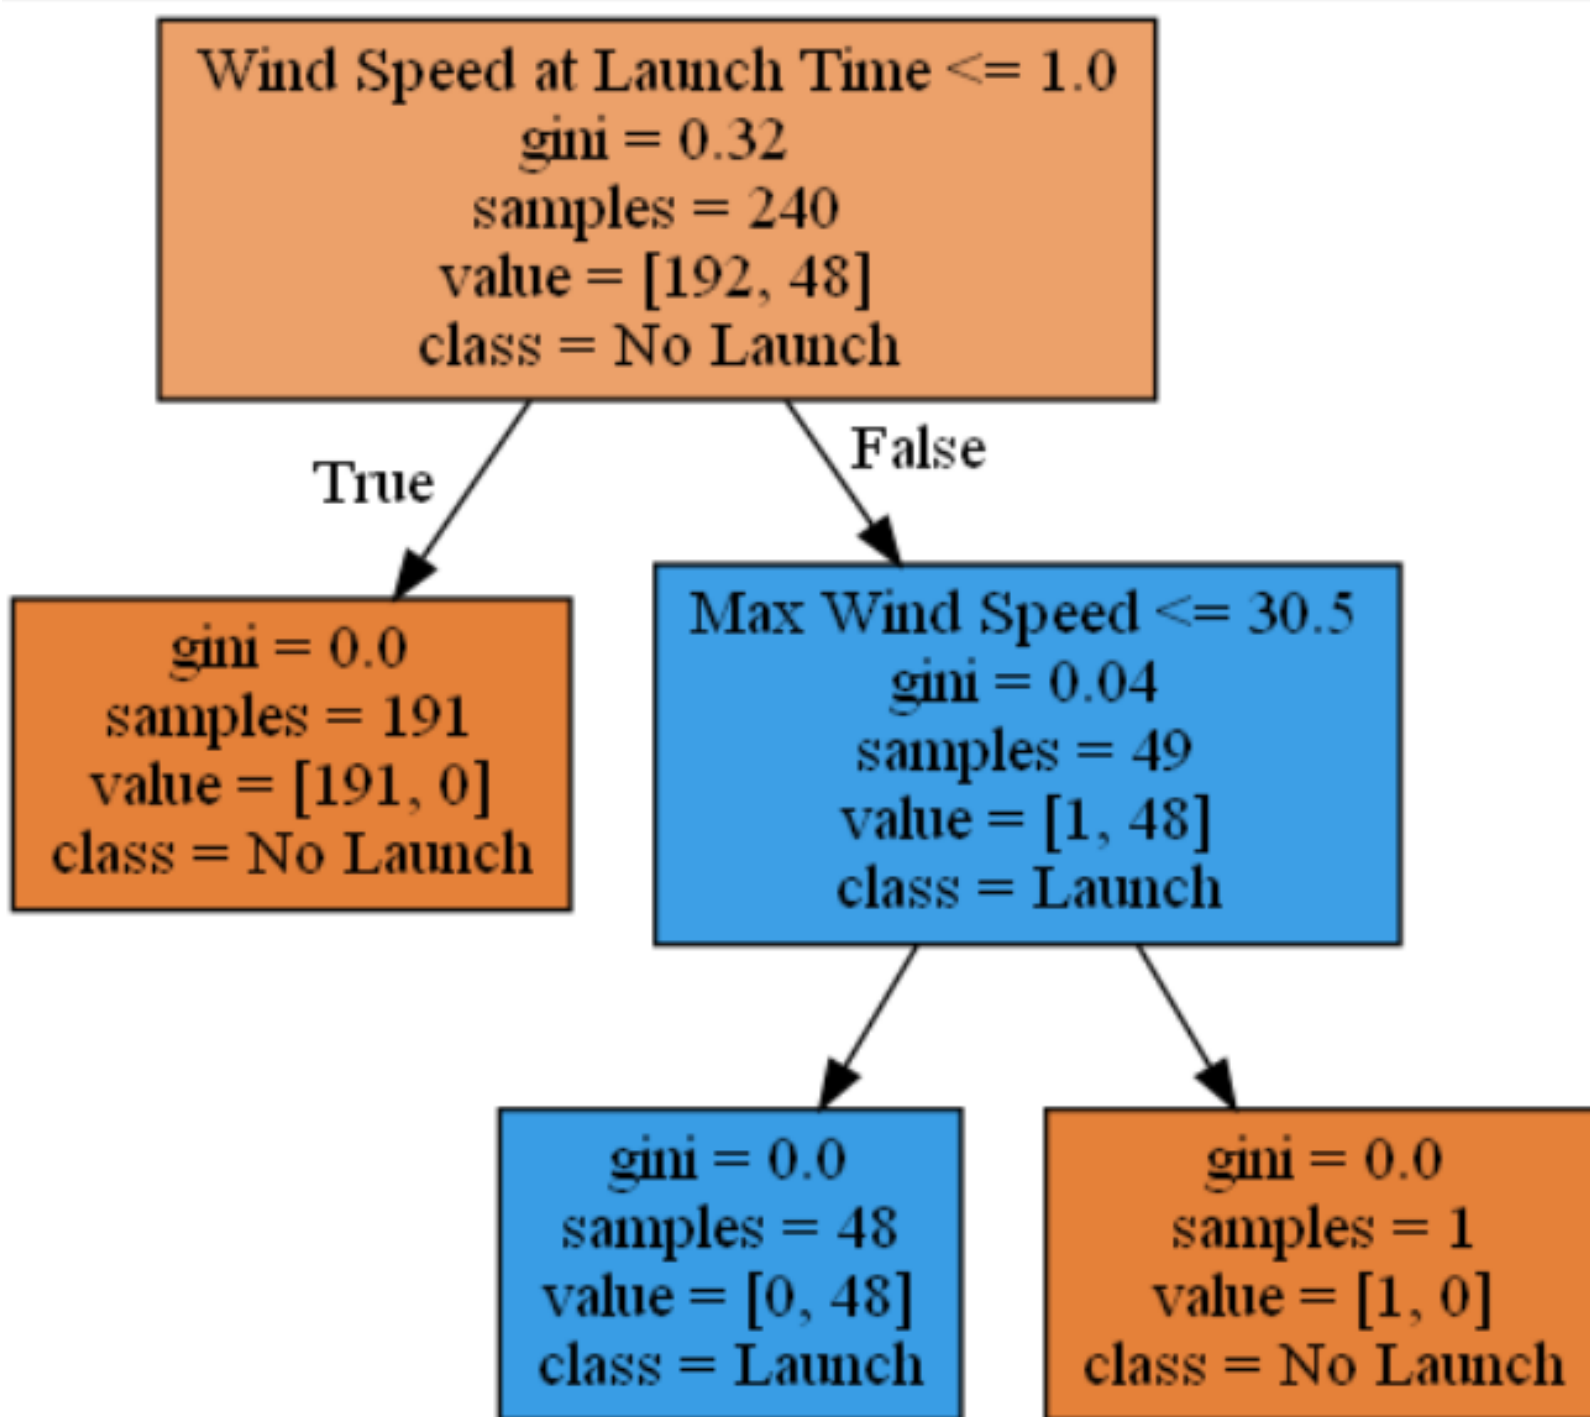 Wind Speed at Launch Time <= 1.0
gini = 0.32
samples = 240
value = [192, 48]
class = No Launch
True
False
gini = 0.0
samples = 191
value = [191, 0]
class = No Launch
Max Wind Speed <= 30.5
gini = 0.04
samples = 49
value = [1, 48]
class = Launch
gini = 0.0
samples = 48
value = [0, 48]
class = Launch
gini = 0.0
samples = 1
value = [1, 0]
class = No Launch